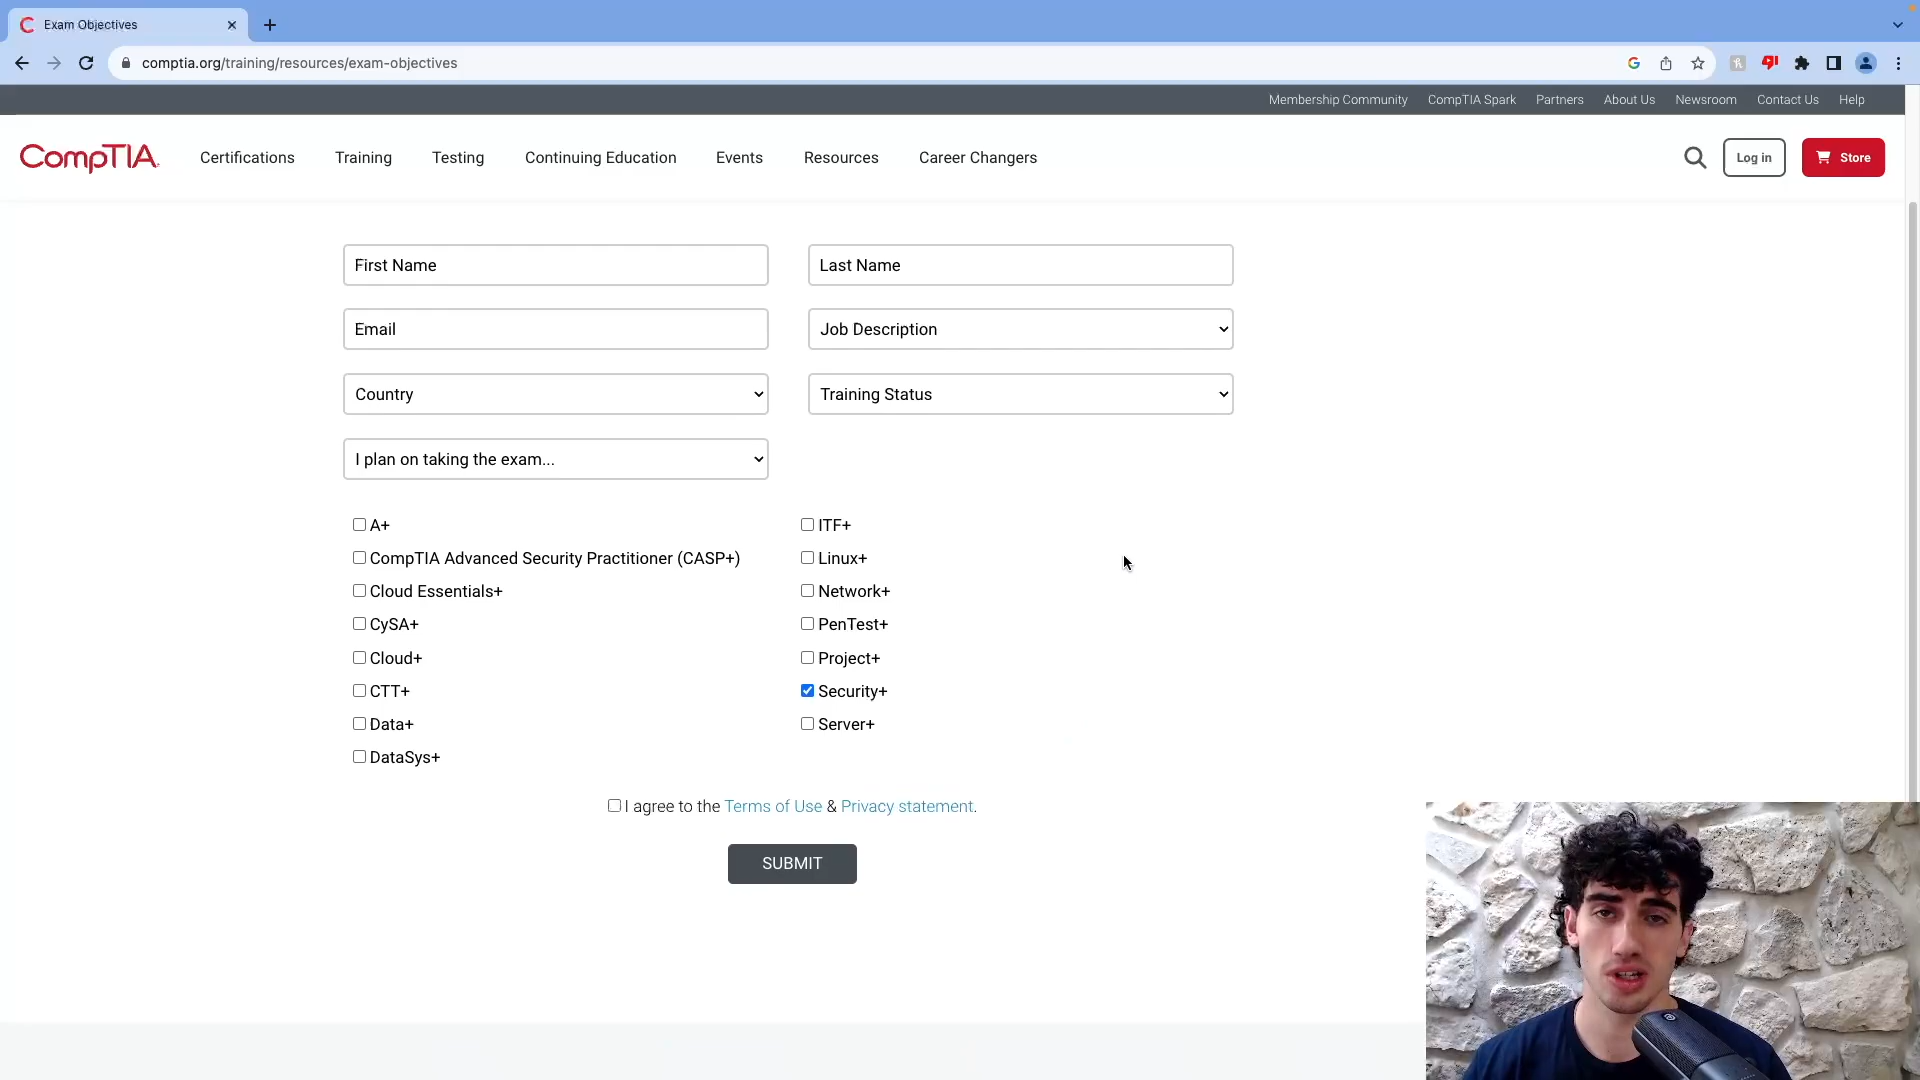 Exam Objectives
comptia.org/training/resources/exam-objectives
Membership Community CompTIA Spark Partners About Us Newsroom Contact Us Help
CompTIA. Certifications Training Testing Continuing Education Events Resources Career Changers Log in Store
First Name Last Name
Email Job Description
Country Training Status
I plan on taking the exam...
A+ ITF+
CompTIA Advanced Security Practitioner (CASP+) Linux+
Cloud Essentials+ Network+
CySA+ PenTest+
Cloud+ Project+
CTT+ Security+
Data+ Server+
DataSys+
I agree to the Terms of Use & Privacy statement.
SUBMIT